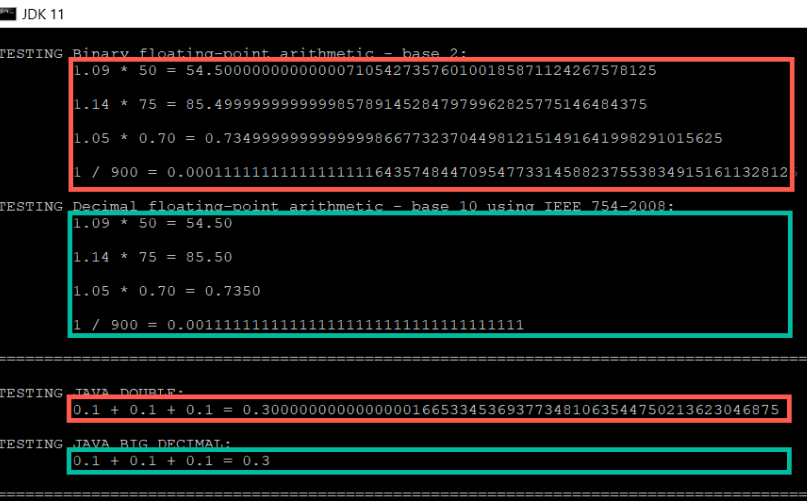 JDK 11
TESTING Binary floating-point arithmetic - base 2:
1.09 * 50 = 54.50000000000000710542735760100185871124267578125
1.14 * 75 = 85.4999999999999857891452847979962825775146484375
1.05 * 0.70 = 0.73499999999999998667732370449812151491641998291015625
1 / 900 = 0.00011111111111111111643574844709547733145882375538349151611328125
TESTING Decimal floating-point arithmetic - base 10 using IEEE 754-2008:
1.09 * 50 = 54.50
1.14 * 75 = 85.50
1.05 * 0.70 = 0.7350
1 / 900 = 0.001111111111111111111111111111111111
======================================================================================
TESTING JAVA DOUBLE:
0.1 + 0.1 + 0.1 = 0.3000000000000000166533453693773481063544750213623046875
TESTING JAVA BIG DECIMAL:
0.1 + 0.1 + 0.1 = 0.3
======================================================================================